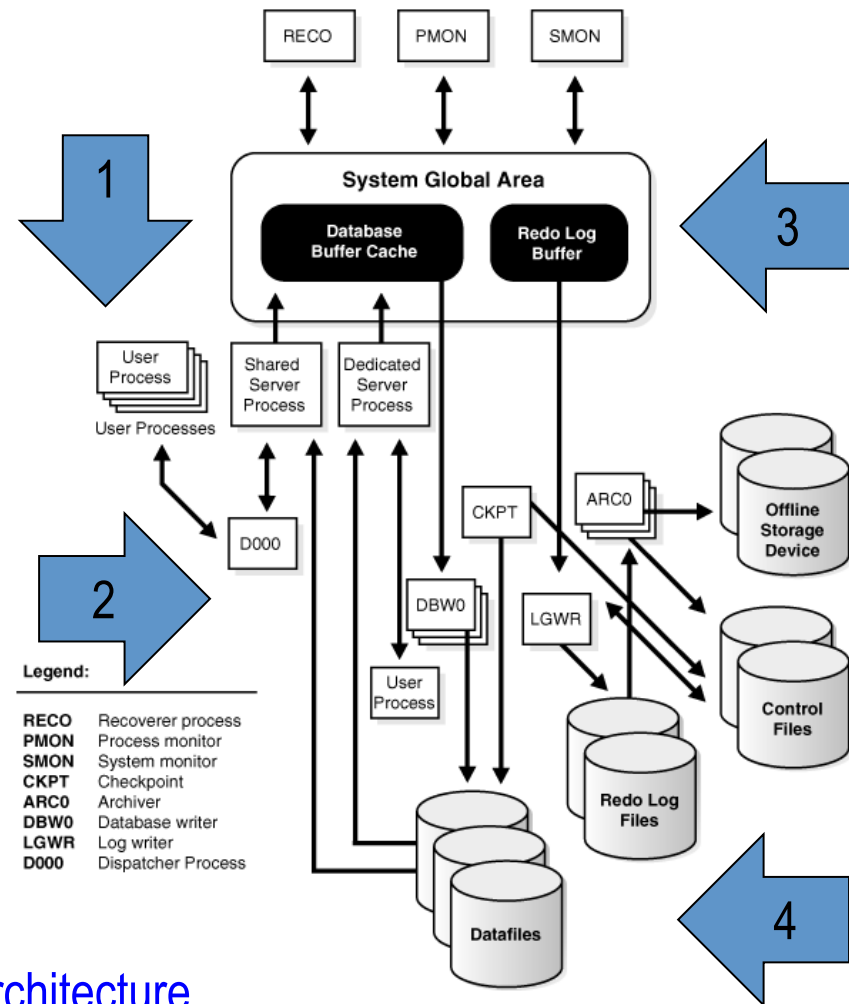 RECO
PMON
SMON
1
System Global Area
Database
Buffer Cache
Redo Log
Buffer
3
User
Process
User Processes
Shared
Server
Process
Dedicated
Server
Process
D000
2
CKPT
ARC0
Offline
Storage
Device
DBW0
LGWR
User
Process
Control
Files
Redo Log
Files
Datafiles
4
Legend:
RECO Recoverer process
PMON Process monitor
SMON System monitor
CKPT Checkpoint
ARC0 Archiver
DBW0 Database writer
LGWR Log writer
D000 Dispatcher Process